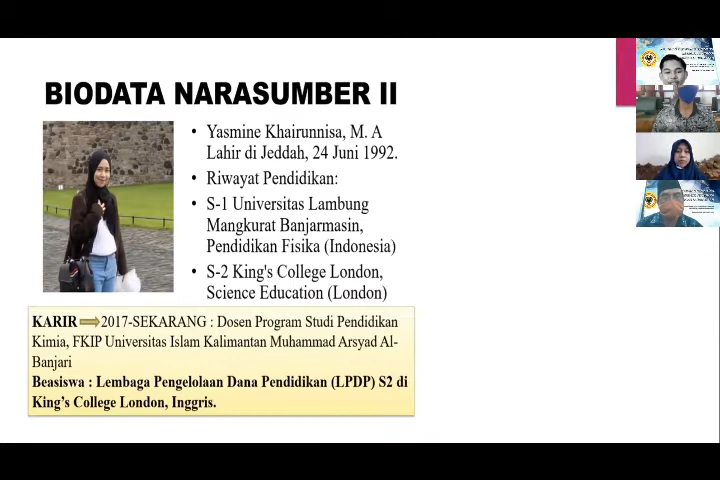 BIODATA NARASUMBER II
• Yasmine Khairunnisa, M. A
Lahir di Jeddah, 24 Juni 1992.
• Riwayat Pendidikan:
• S-1 Universitas Lambung
Mangkurat Banjarmasin,
Pendidikan Fisika (Indonesia)
• S-2 King's College London,
Science Education (London)
KARIR 2017-SEKARANG : Dosen Program Studi Pendidikan
Kimia, FKIP Universitas Islam Kalimantan Muhammad Arsyad Al-
Banjari
Beasiswa : Lembaga Pengelolaan Dana Pendidikan (LPDP) S2 di
King’s College London, Inggris.